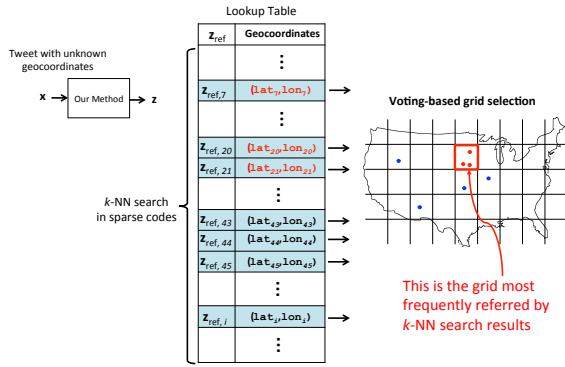 Lookup Table
z_ref Geocoordinates
⋮ ⋮
z_ref,7 (lat_7,lon_7)
⋮ ⋮
z_ref, 20 (lat_20,lon_20)
z_ref, 21 (lat_21,lon_21)
⋮ ⋮
z_ref, 43 (lat_43,lon_43)
z_ref, 44 (lat_44,lon_44)
z_ref, 45 (lat_45,lon_45)
⋮
z_ref, i (lat_i,lon_i)
⋮
Tweet with unknown
geocoordinates
x Our Method z
k-NN search
in sparse codes
Voting-based grid selection
This is the grid most
frequently referred by
k-NN search results